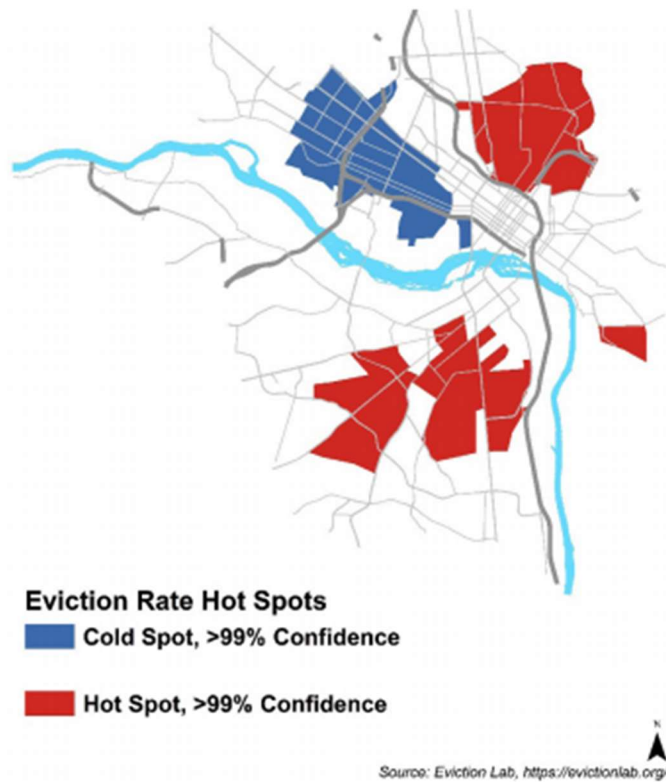 Eviction Rate Hot Spots
Cold Spot, >99% Confidence
Hot Spot, >99% Confidence
N
Source: Eviction Lab, https://evictionlab.org